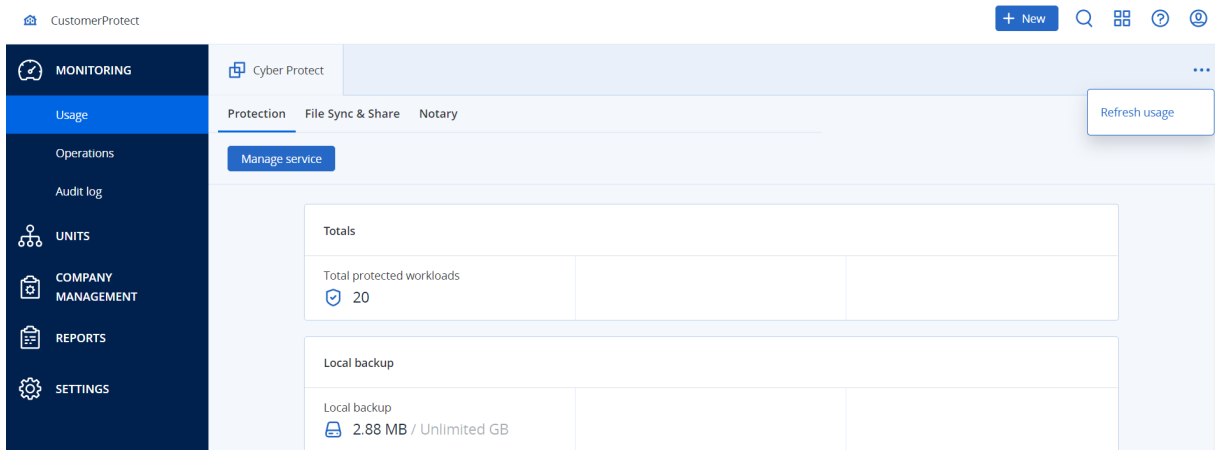 CustomerProtect
New
MONITORING
Usage
Operations
Audit log
UNITS
COMPANY
MANAGEMENT
REPORTS
SETTINGS
Cyber Protect
Refresh usage
Protection File Sync & Share Notary
Manage service
Totals
Total protected workloads
20
Local backup
Local backup
2.88 MB / Unlimited GB